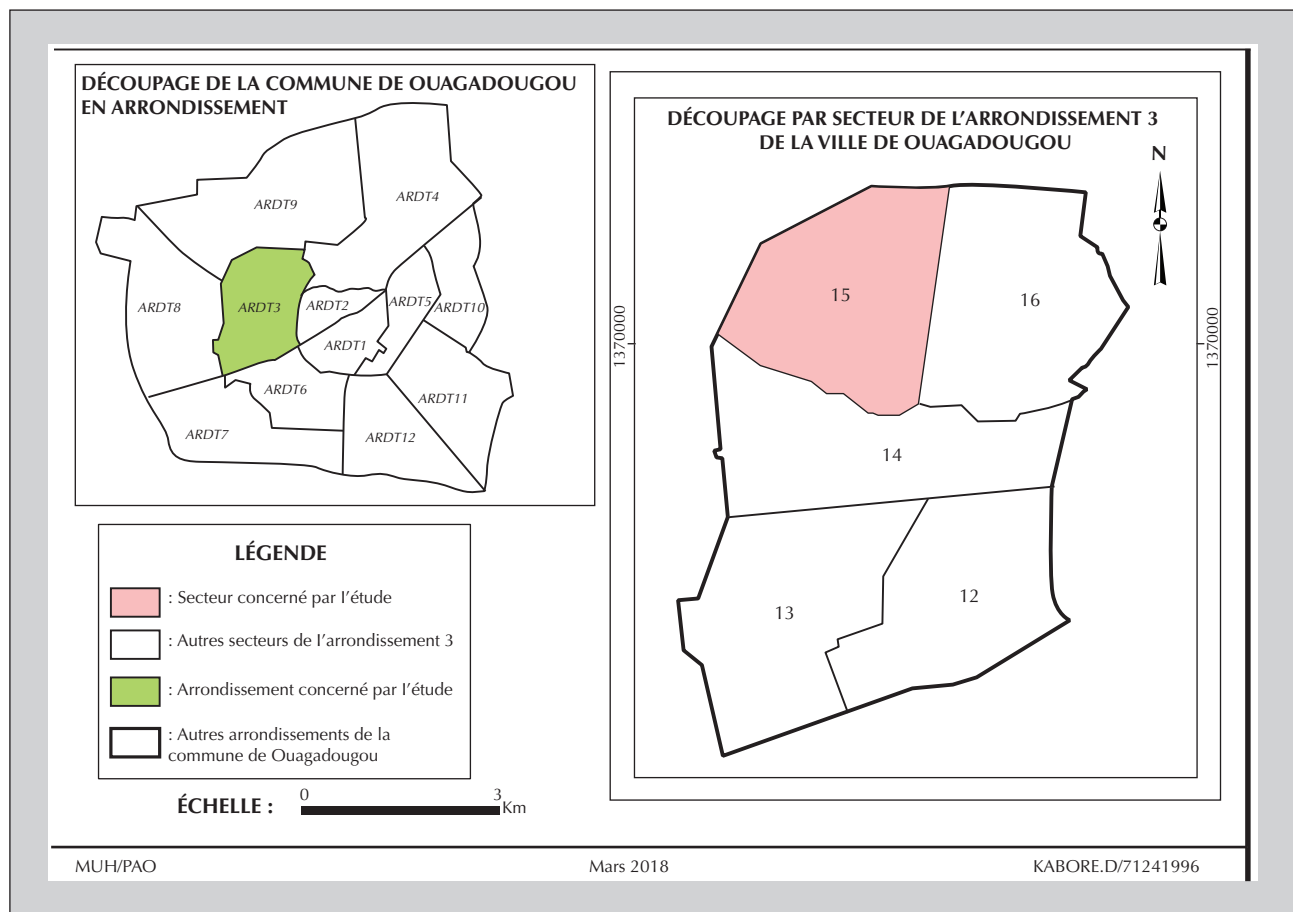 DÉCOUPAGE DE LA COMMUNE DE OUAGADOUGOU
EN ARRONDISSEMENT
ARDT9
ARDT4
ARDT8
ARDT3
ARDT2
ARDT5
ARDT10
ARDT1
ARDT6
ARDT11
ARDT7
ARDT12
LÉGENDE
: Secteur concerné par l'étude
: Autres secteurs de l'arrondissement 3
: Arrondissement concerné par l'étude
: Autres arrondissements de la
commune de Ouagadougou
ÉCHELLE :
0
3
Km
DÉCOUPAGE PAR SECTEUR DE L'ARRONDISSEMENT 3
DE LA VILLE DE OUAGADOUGOU
N
15
16
1370000
1370000
14
13
12
MUH/PAO
Mars 2018
KABORE.D/71241996